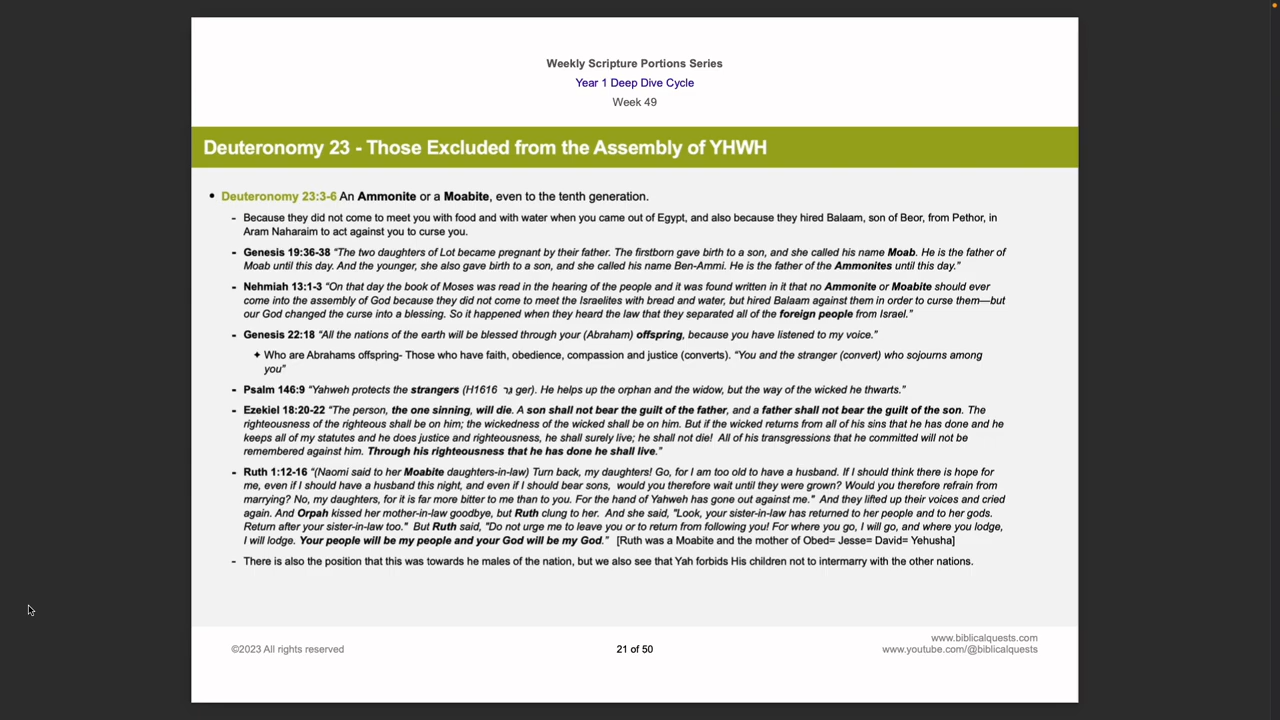 Weekly Scripture Portions Series
Year 1 Deep Dive Cycle
Week 49
Deuteronomy 23 - Those Excluded from the Assembly of YHWH
• Deuteronomy 23:3-6 An Ammonite or a Moabite, even to the tenth generation.
- Because they did not come to meet you with food and with water when you came out of Egypt, and also because they hired Balaam, son of Beor, from Pethor, in
Aram Naharaim to act against you to curse you.
- Genesis 19:36-38 “The two daughters of Lot became pregnant by their father. The firstborn gave birth to a son, and she called his name Moab. He is the father of
Moab until this day. And the younger, she also gave birth to a son, and she called his name Ben-Ammi. He is the father of the Ammonites until this day.”
- Nehmiah 13:1-3 “On that day the book of Moses was read in the hearing of the people and it was found written in it that no Ammonite or Moabite should ever
come into the assembly of God because they did not come to meet the Israelites with bread and water, but hired Balaam against them in order to curse them—but
our God changed the curse into a blessing. So it happened when they heard the law that they separated all of the foreign people from Israel.”
- Genesis 22:18 “All the nations of the earth will be blessed through your (Abraham) offspring, because you have listened to my voice.”
✦ Who are Abrahams offspring- Those who have faith, obedience, compassion and justice (converts). “You and the stranger (convert) who sojourns among
you”
- Psalm 146:9 “Yahweh protects the strangers (H1616 גר ger). He helps up the orphan and the widow, but the way of the wicked he thwarts.”
- Ezekiel 18:20-22 “The person, the one sinning, will die. A son shall not bear the guilt of the father, and a father shall not bear the guilt of the son. The
righteousness of the righteous shall be on him; the wickedness of the wicked shall be on him. But if the wicked returns from all of his sins that he has done and he
keeps all of my statutes and he does justice and righteousness, he shall surely live; he shall not die! All of his transgressions that he committed will not be
remembered against him. Through his righteousness that he has done he shall live.”
- Ruth 1:12-16 “(Naomi said to her Moabite daughters-in-law) Turn back, my daughters! Go, for I am too old to have a husband. If I should think there is hope for
me, even if I should have a husband this night, and even if I should bear sons, would you therefore wait until they were grown? Would you therefore refrain from
marrying? No, my daughters, for it is far more bitter to me than to you. For the hand of Yahweh has gone out against me." And they lifted up their voices and cried
again. And Orpah kissed her mother-in-law goodbye, but Ruth clung to her. And she said, "Look, your sister-in-law has returned to her people and to her gods.
Return after your sister-in-law too." But Ruth said, "Do not urge me to leave you or to return from following you! For where you go, I will go, and where you lodge,
I will lodge. Your people will be my people and your God will be my God.” [Ruth was a Moabite and the mother of Obed= Jesse= David= Yehusha]
- There is also the position that this was towards he males of the nation, but we also see that Yah forbids His children not to intermarry with the other nations.
©2023 All rights reserved
21 of 50
www.biblicalquests.com
www.youtube.com/@biblicalquests